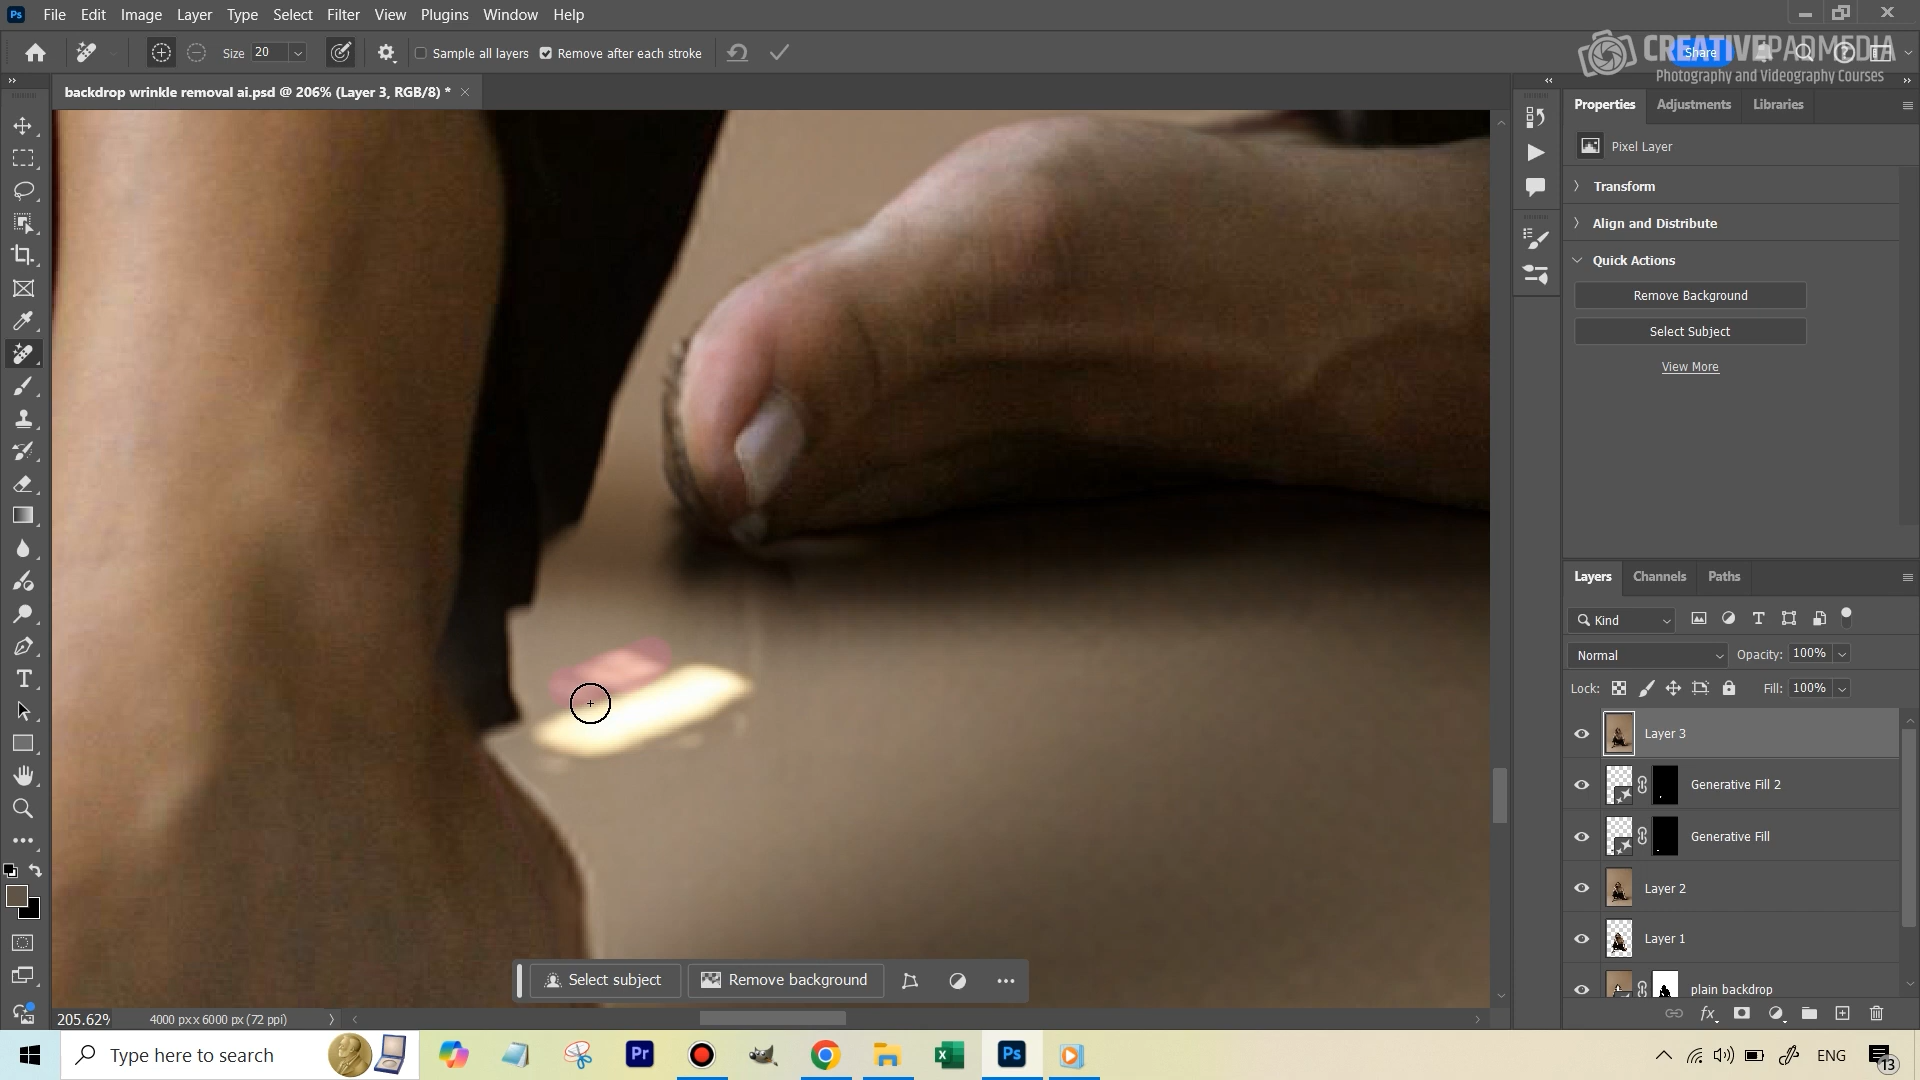 File Edit Image Layer Type Select Filter View Plugins Window Help
Size 20 Sample all layers Remove after each stroke
Share
CREATIVEPADMEDIA
Photography and Videography Courses
backdrop wrinkle removal ai.psd @ 206% (Layer 3, RGB/8) *
Properties Adjustments Libraries
Pixel Layer
Transform
Align and Distribute
Quick Actions
Remove Background
Select Subject
View More
Layers Channels Paths
Kind
Normal Opacity: 100%
Lock: Fill: 100%
Layer 3
Generative Fill 2
Generative Fill
Layer 2
Layer 1
plain backdrop
Select subject Remove background
205.62% 4000 px x 6000 px (72 ppi)
Type here to search
Pr
Ps
ENG
13